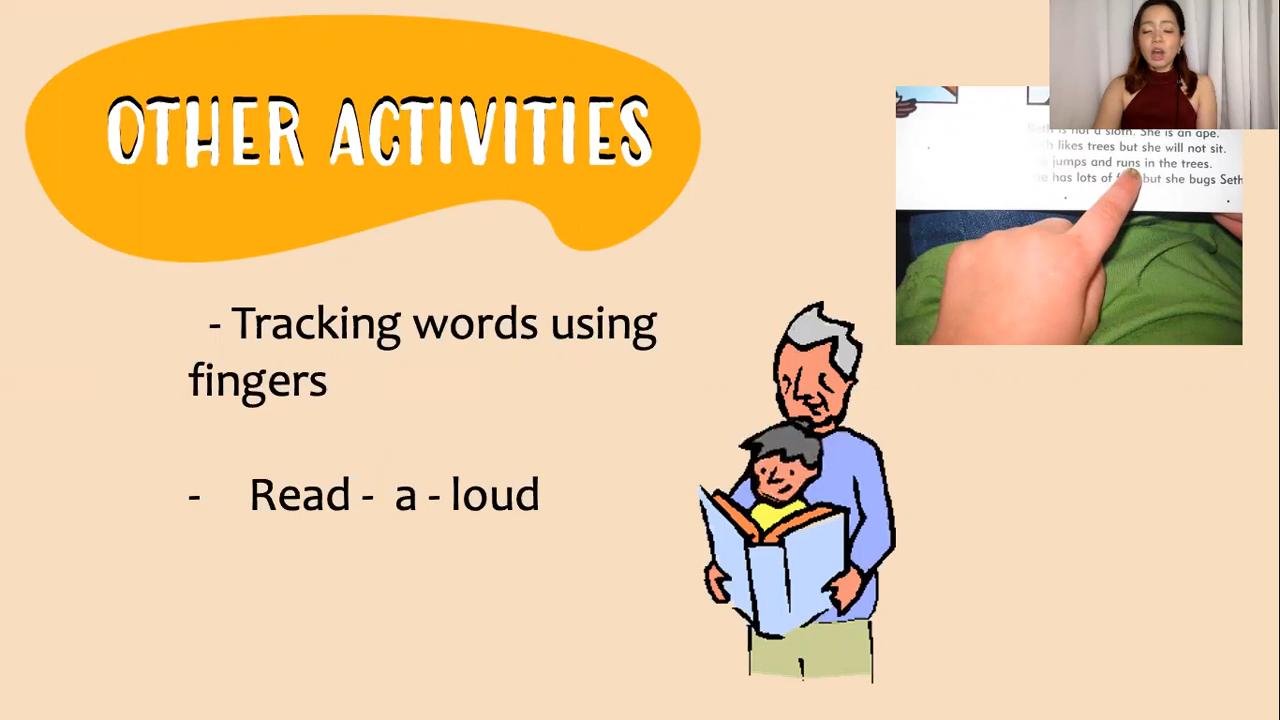 OTHER ACTIVITIES
- Tracking words using
fingers
- Read - a - loud
is not a sloth. She is an ape.
likes trees but she will not sit.
jumps and runs in the trees.
has lots of but she bugs Seth